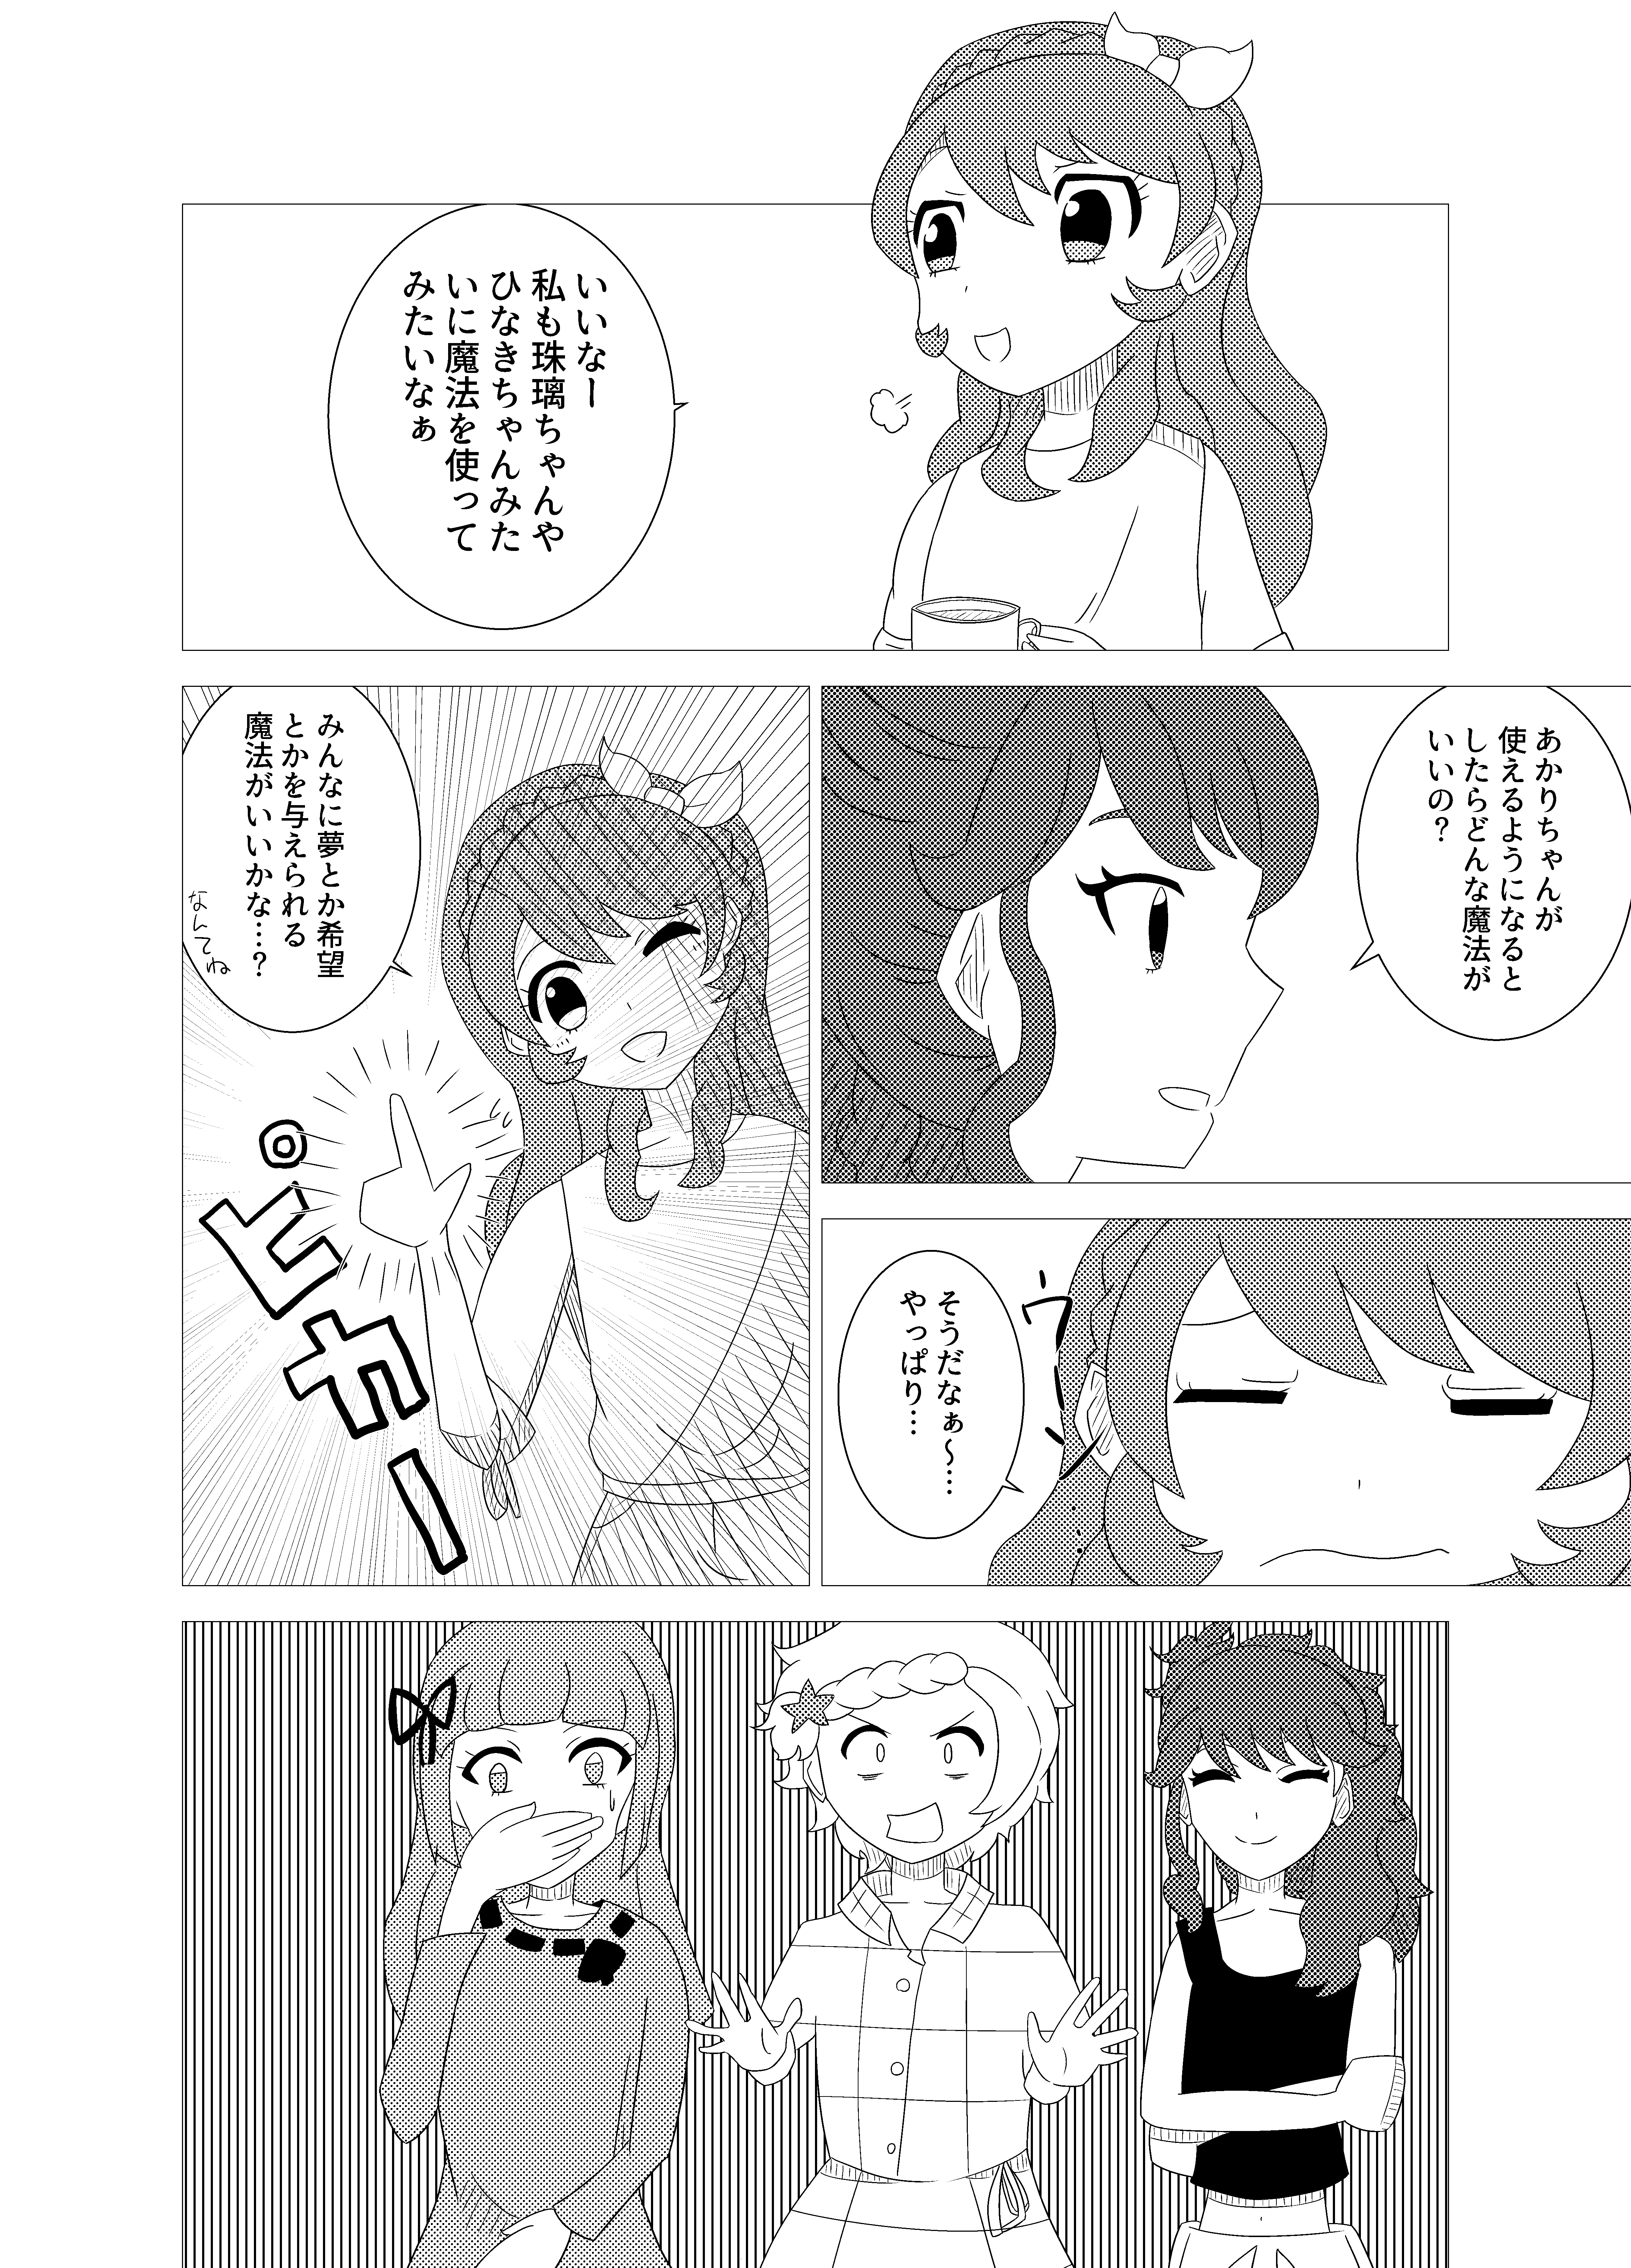 いいなー
私も珠璃ちゃんや
ひなきちゃんみた
いに魔法を使って
みたいなぁ
あかりちゃんが
使えるようになると
したらどんな魔法が
いいの？
そうだなぁ～…
やっぱり…
ウーン
みんなに夢とか希望
とかを与えられる
魔法がいいかな…？
なんてね
ピカー